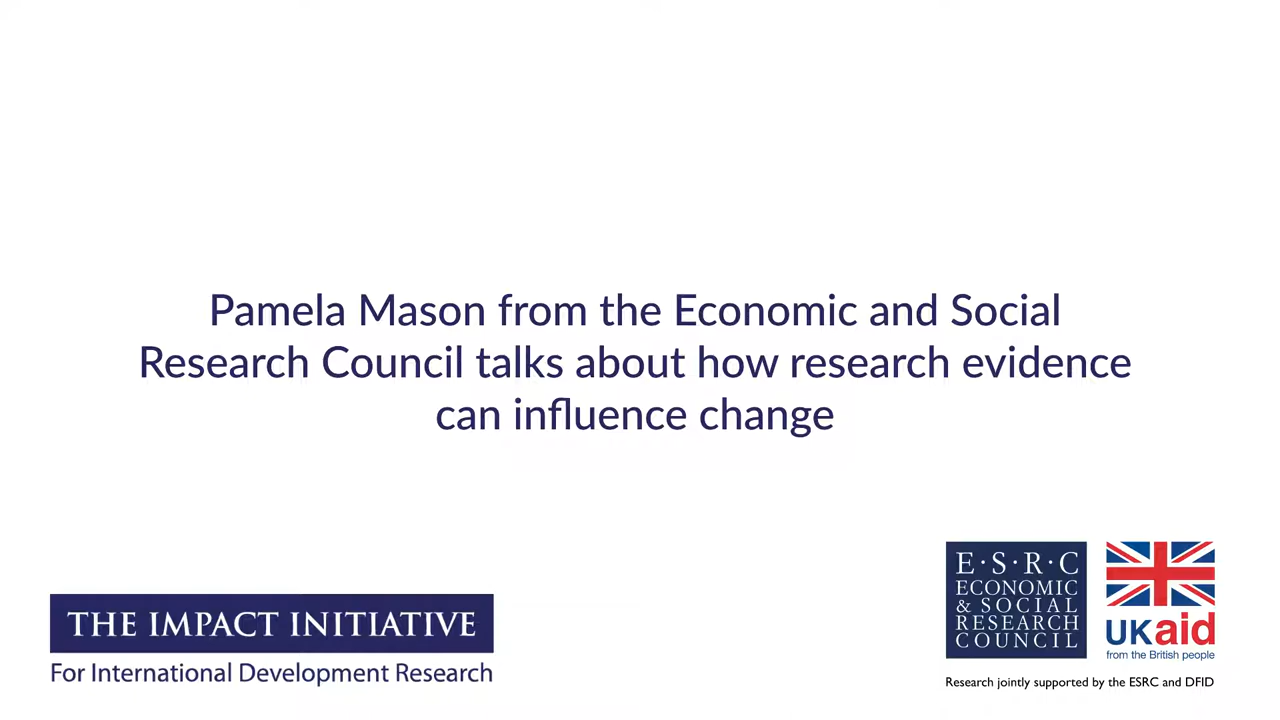 Pamela Mason from the Economic and Social
Research Council talks about how research evidence
can influence change
THE IMPACT INITIATIVE
For International Development Research
E·S·R·C
ECONOMIC
& SOCIAL
RESEARCH
COUNCIL
UKaid
from the British people
Research jointly supported by the ESRC and DFID